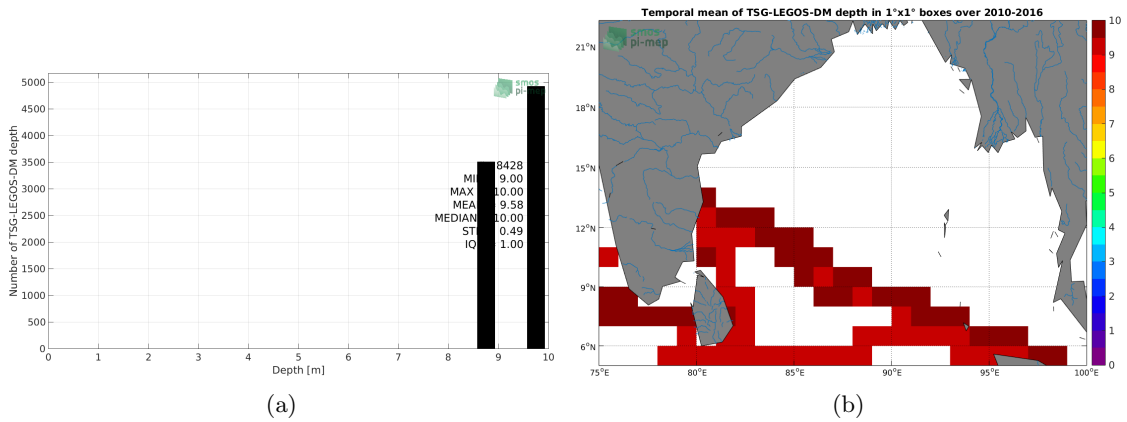 smos
pi-mep
5000
4500
4000
3500
3000
2500
2000
1500
1000
500
0
Number of TSG-LEGOS-DM depth
8428
9.00
MAX 10.00
9.58
MEDIAN 10.00
0.49
1.00
0 1 2 3 4 5 6 7 8 9 10
Depth [m]
(a)
Temporal mean of TSG-LEGOS-DM depth in 1°x1° boxes over 2010-2016
smos
pi-mep
21°N
18°N
15°N
12°N
9°N
6°N
75°E 80°E 85°E 90°E 95°E 100°E
10
9
8
7
6
5
4
3
2
1
0
(b)